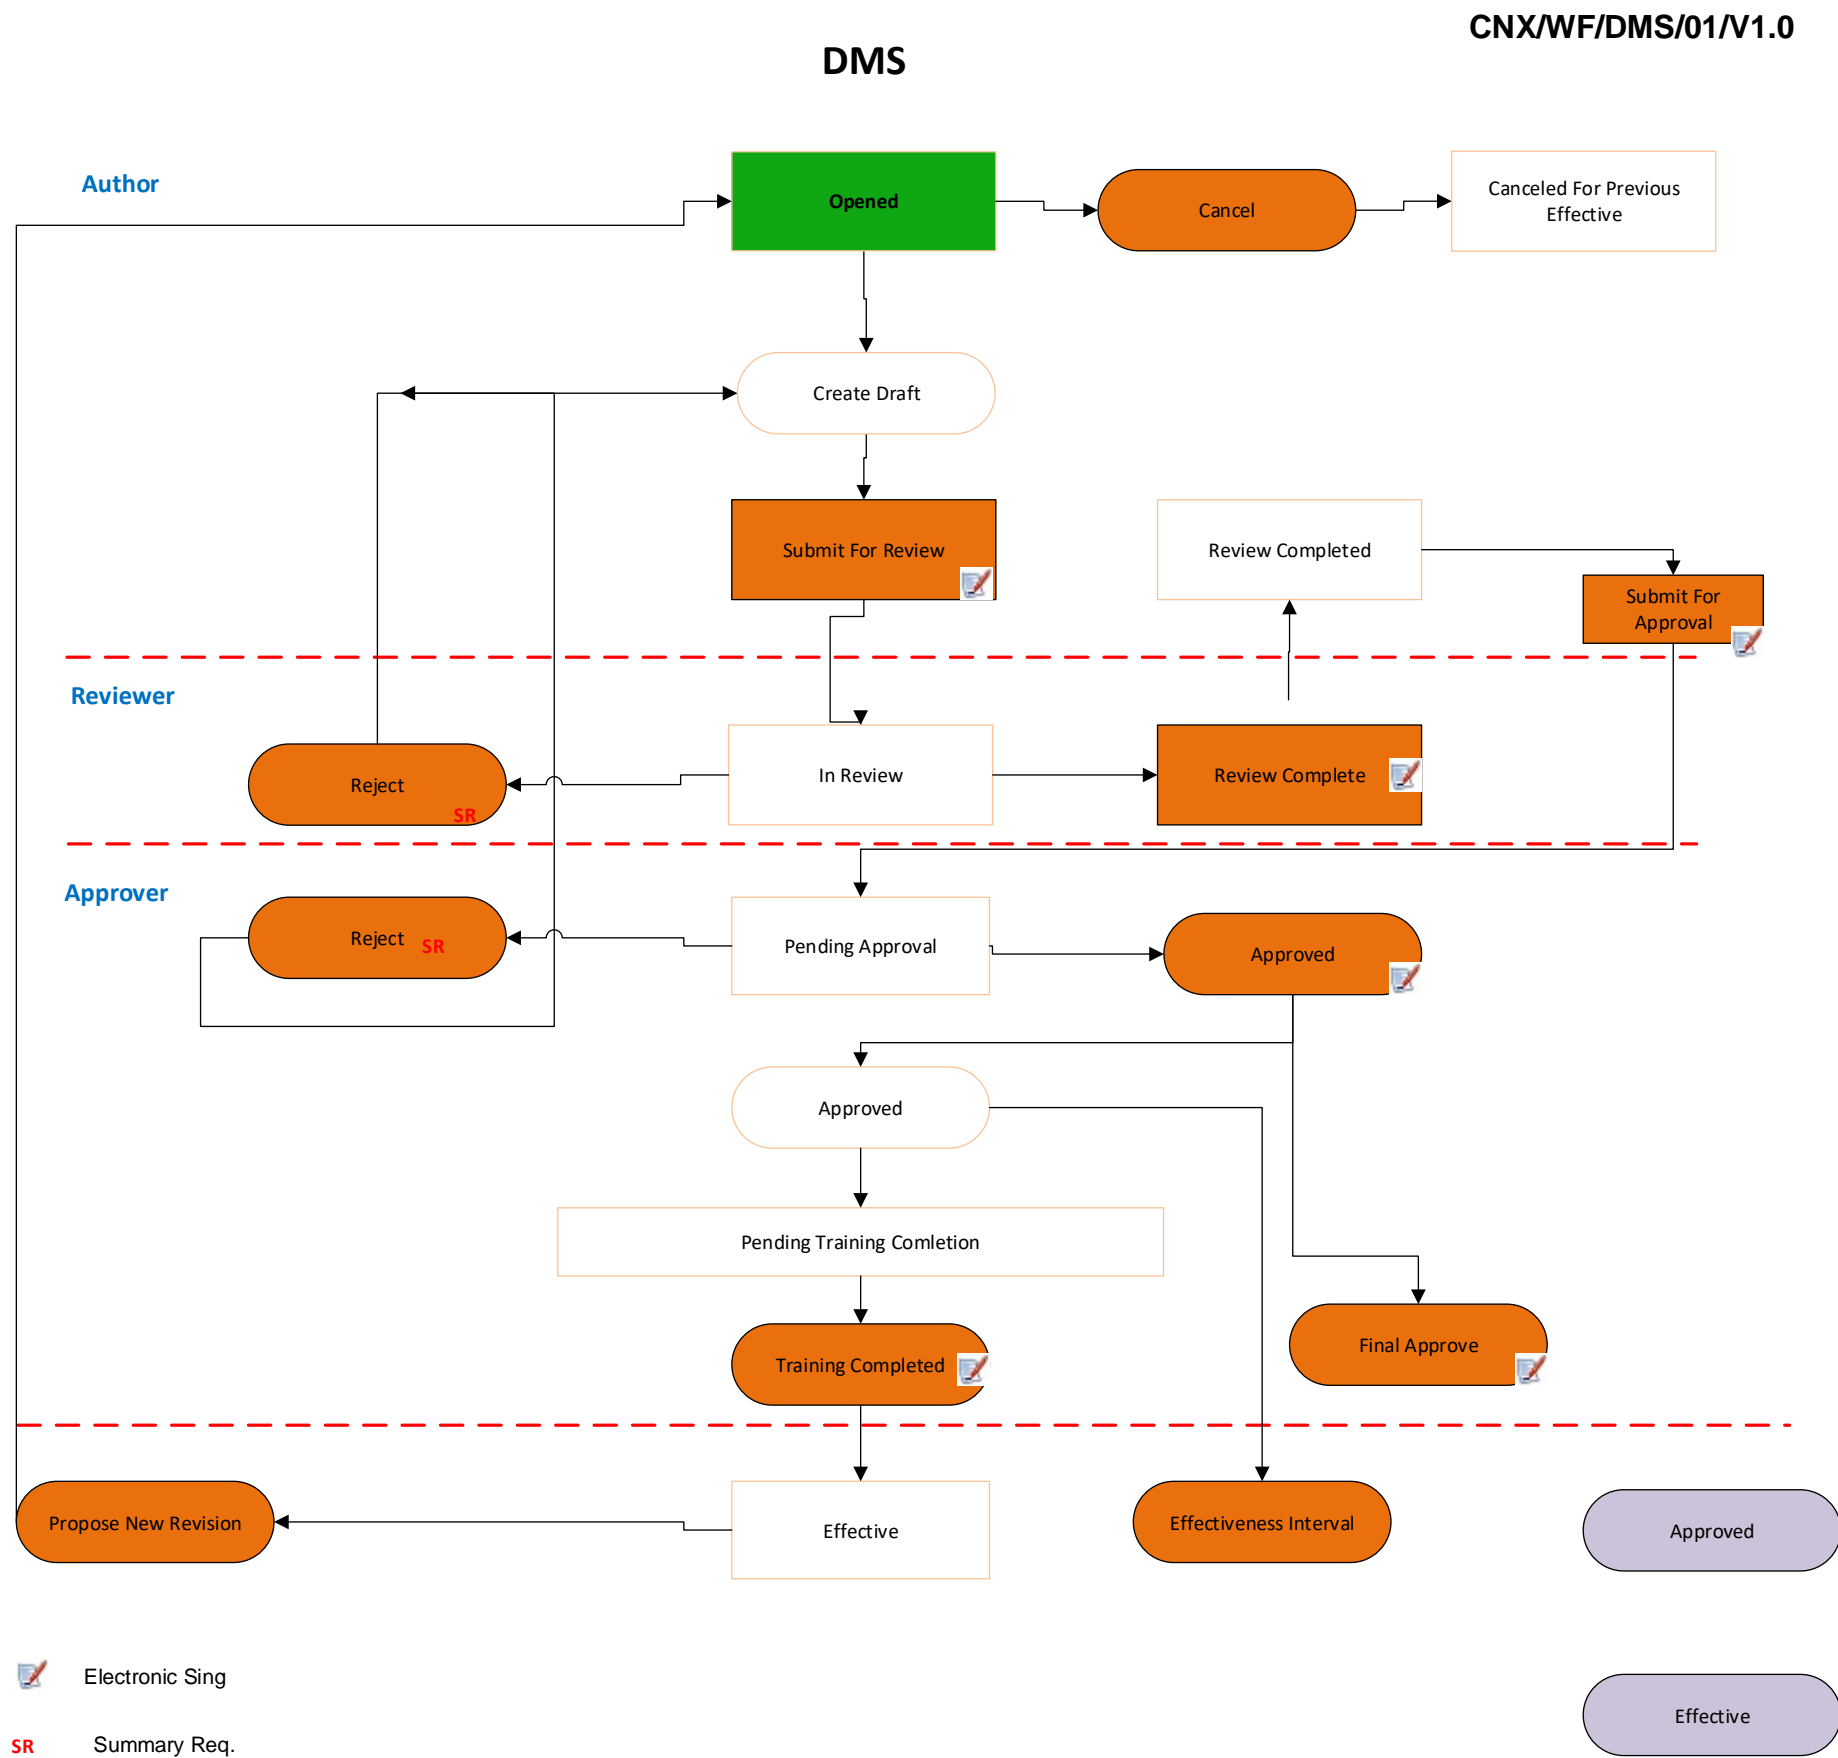 CNX/WF/DMS/01/V1.0
DMS
Author
Opened
Cancel
Canceled For Previous
Effective
Create Draft
Submit For Review
Review Completed
Submit For
Approval
Reviewer
Reject
SR
In Review
Review Complete
Approver
Reject
SR
Pending Approval
Approved
Approved
Pending Training Comletion
Training Completed
Final Approve
Propose New Revision
Effective
Effectiveness Interval
Approved
Electronic Sing
Effective
SR
Summary Req.